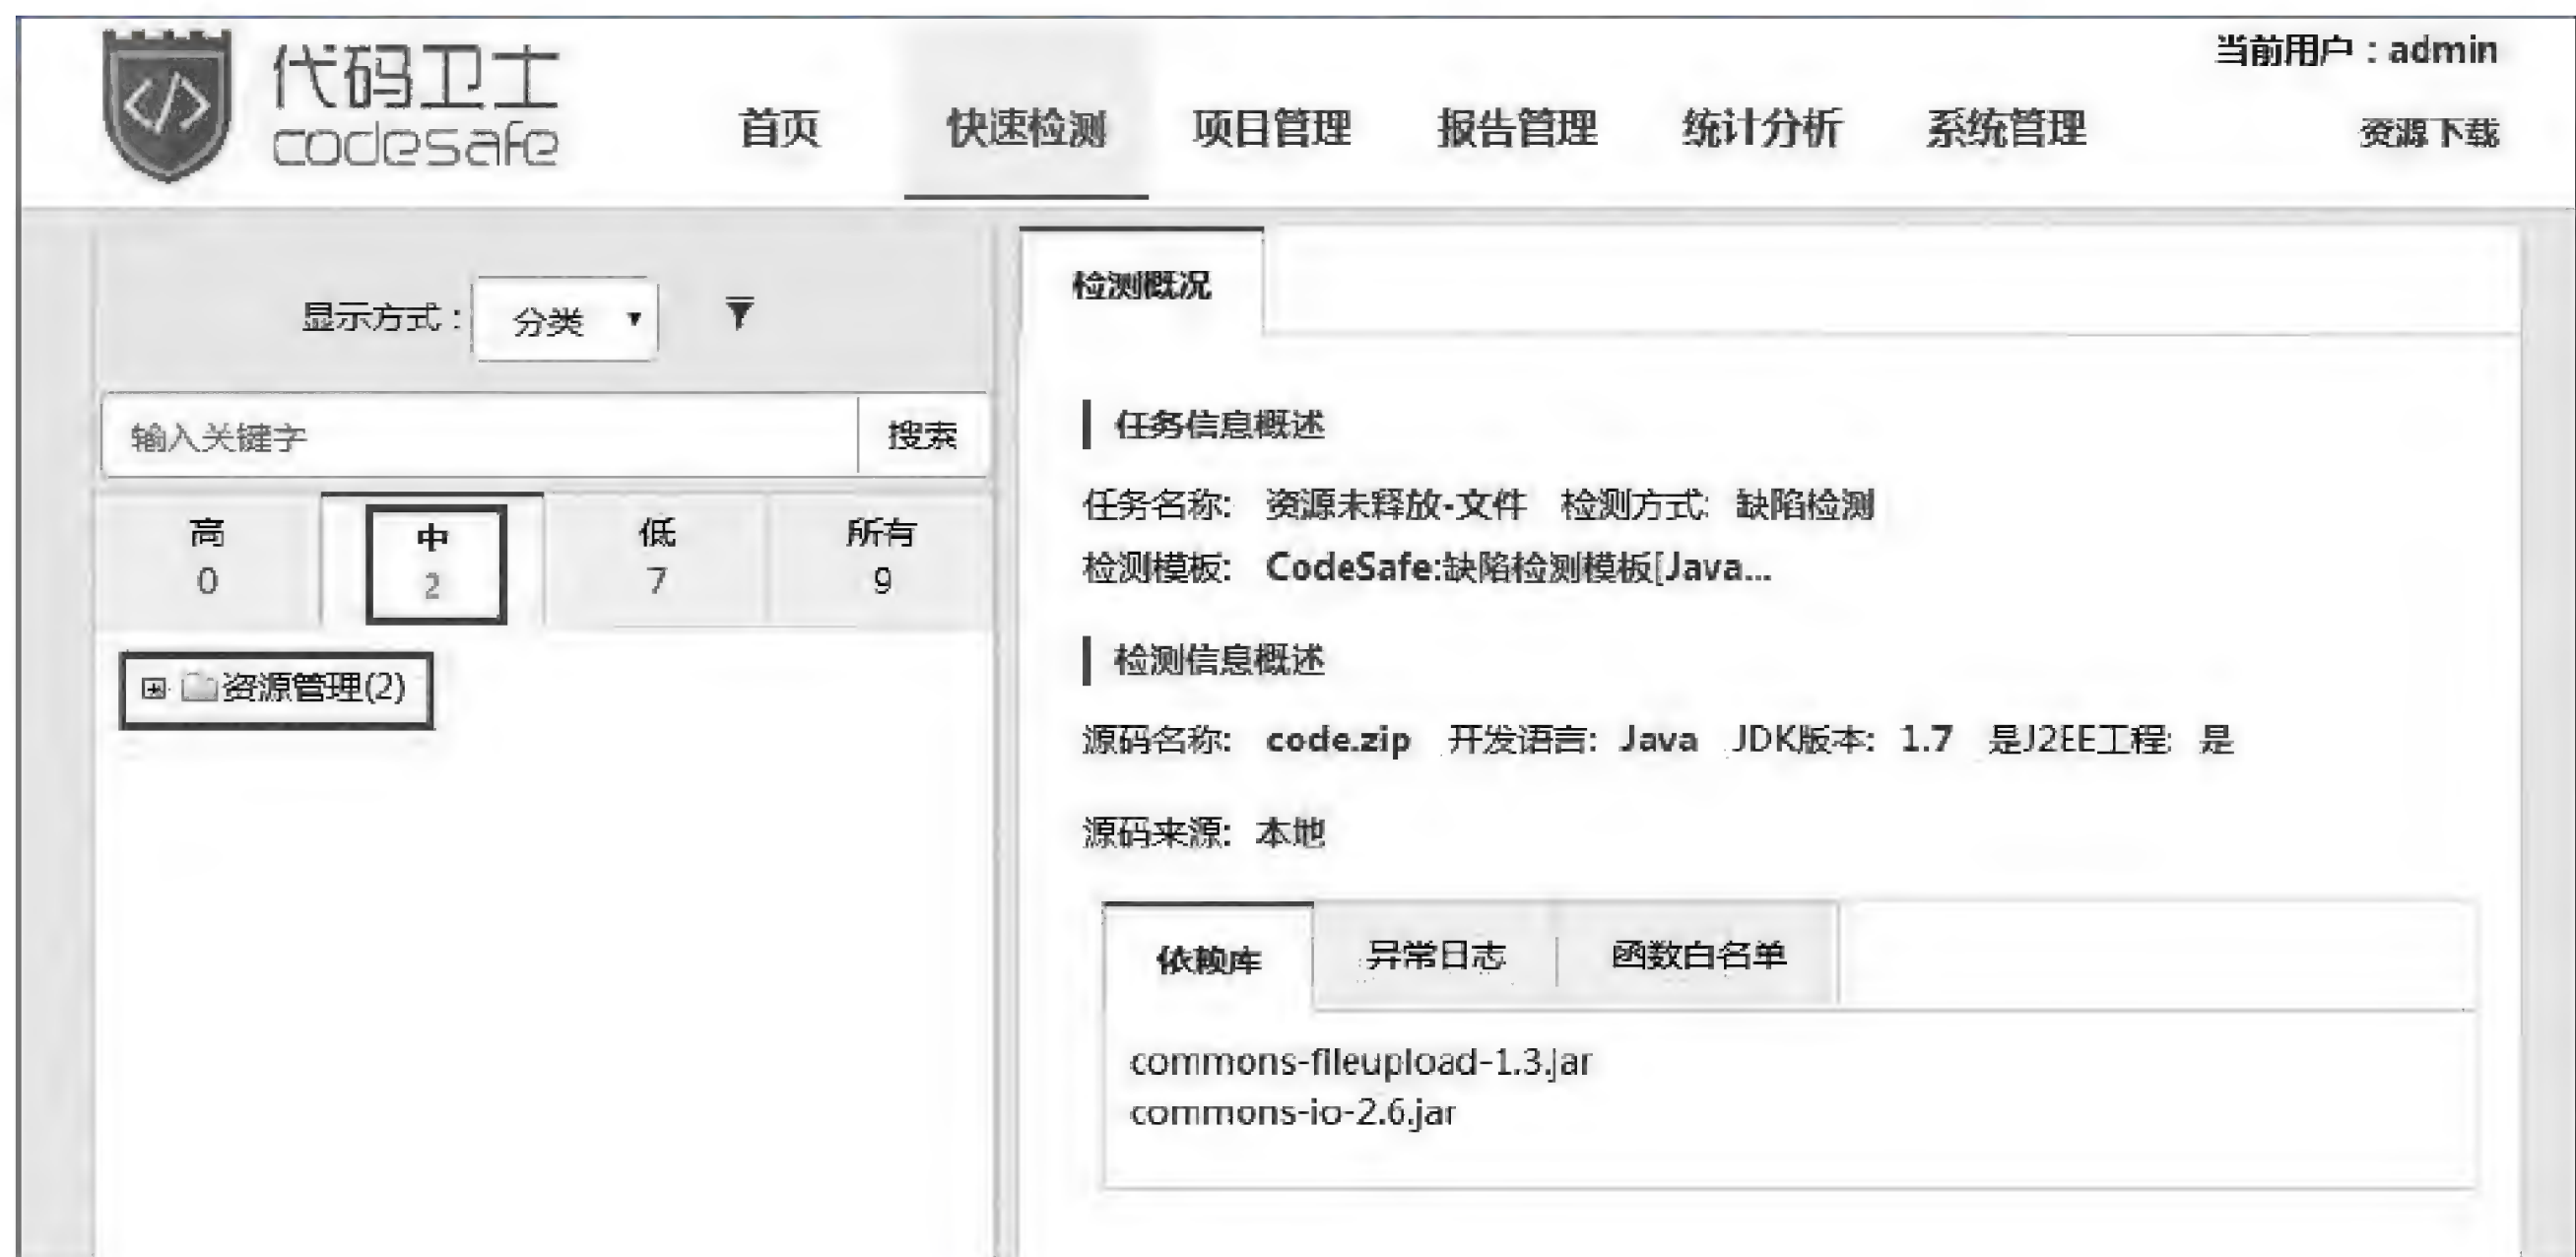 代码卫士
codesafe
当前用户：admin
首页 快速检测 项目管理 报告管理 统计分析 系统管理 资源下载
显示方式： 分类
输入关键字 搜索
高 中 低 所有
0 2 7 9
资源管理(2)
检测概况
任务信息概述
任务名称: 资源未释放-文件 检测方式: 缺陷检测
检测模板: CodeSafe:缺陷检测模板[Java...
检测信息概述
源码名称: code.zip 开发语言: Java JDK版本: 1.7 是J2EE工程: 是
源码来源: 本地
依赖库 异常日志 函数白名单
commons-fileupload-1.3.jar
commons-io-2.6.jar